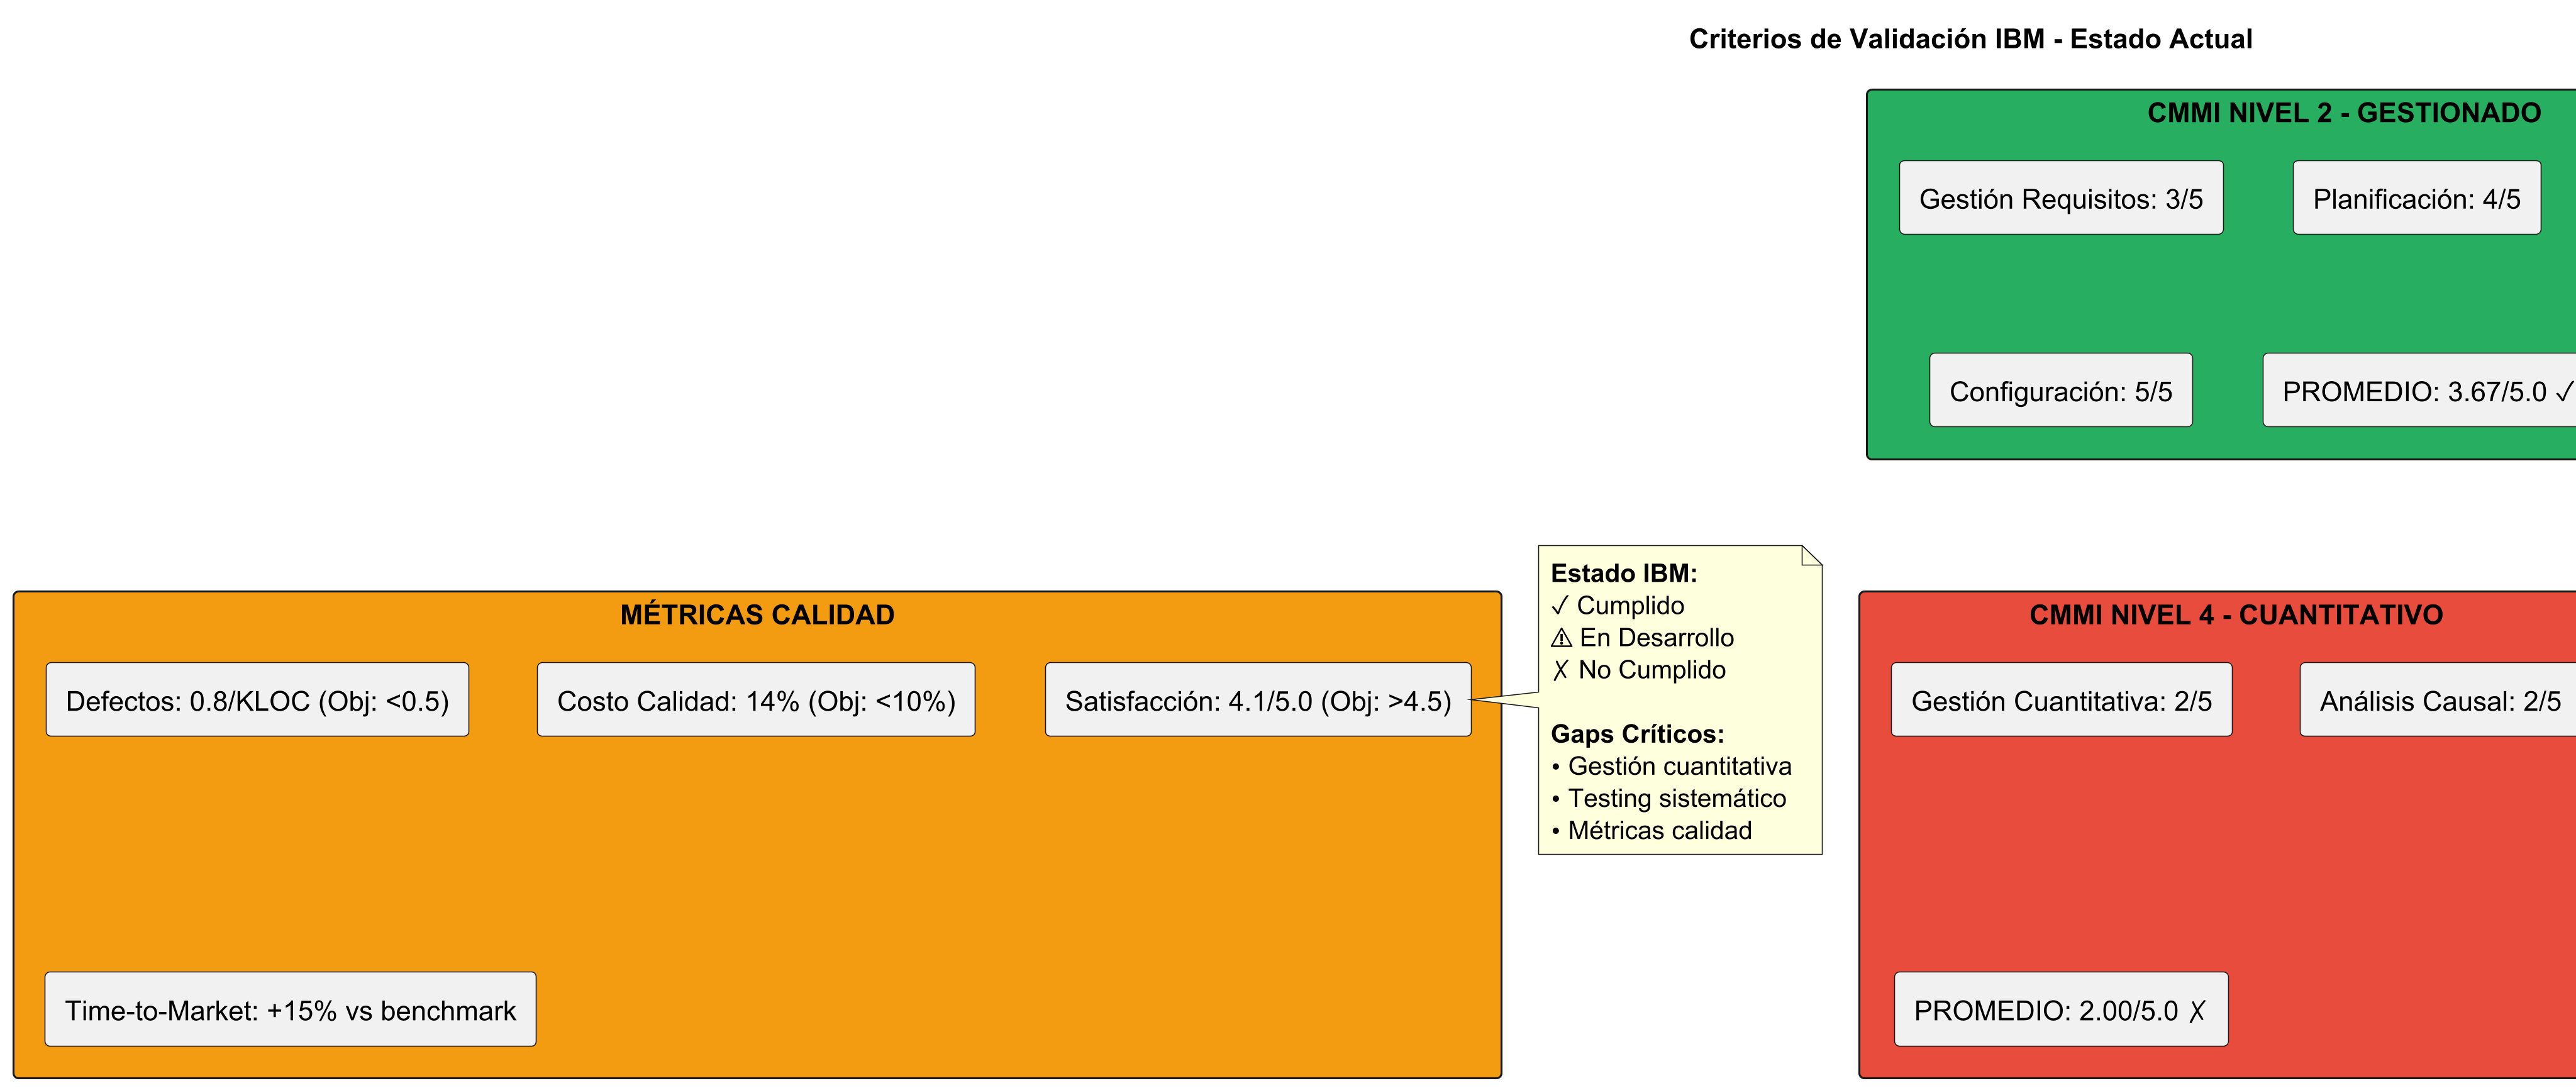 Criterios de Validación IBM - Estado Actual
CMMI NIVEL 2 - GESTIONADO
Gestión Requisitos: 3/5
Planificación: 4/5
Configuración: 5/5
PROMEDIO: 3.67/5.0 ✓
MÉTRICAS CALIDAD
Defectos: 0.8/KLOC (Obj: <0.5)
Costo Calidad: 14% (Obj: <10%)
Satisfacción: 4.1/5.0 (Obj: >4.5)
Time-to-Market: +15% vs benchmark
Estado IBM:
✓ Cumplido
⚠ En Desarrollo
✗ No Cumplido
Gaps Críticos:
• Gestión cuantitativa
• Testing sistemático
• Métricas calidad
CMMI NIVEL 4 - CUANTITATIVO
Gestión Cuantitativa: 2/5
Análisis Causal: 2/5
PROMEDIO: 2.00/5.0 ✗